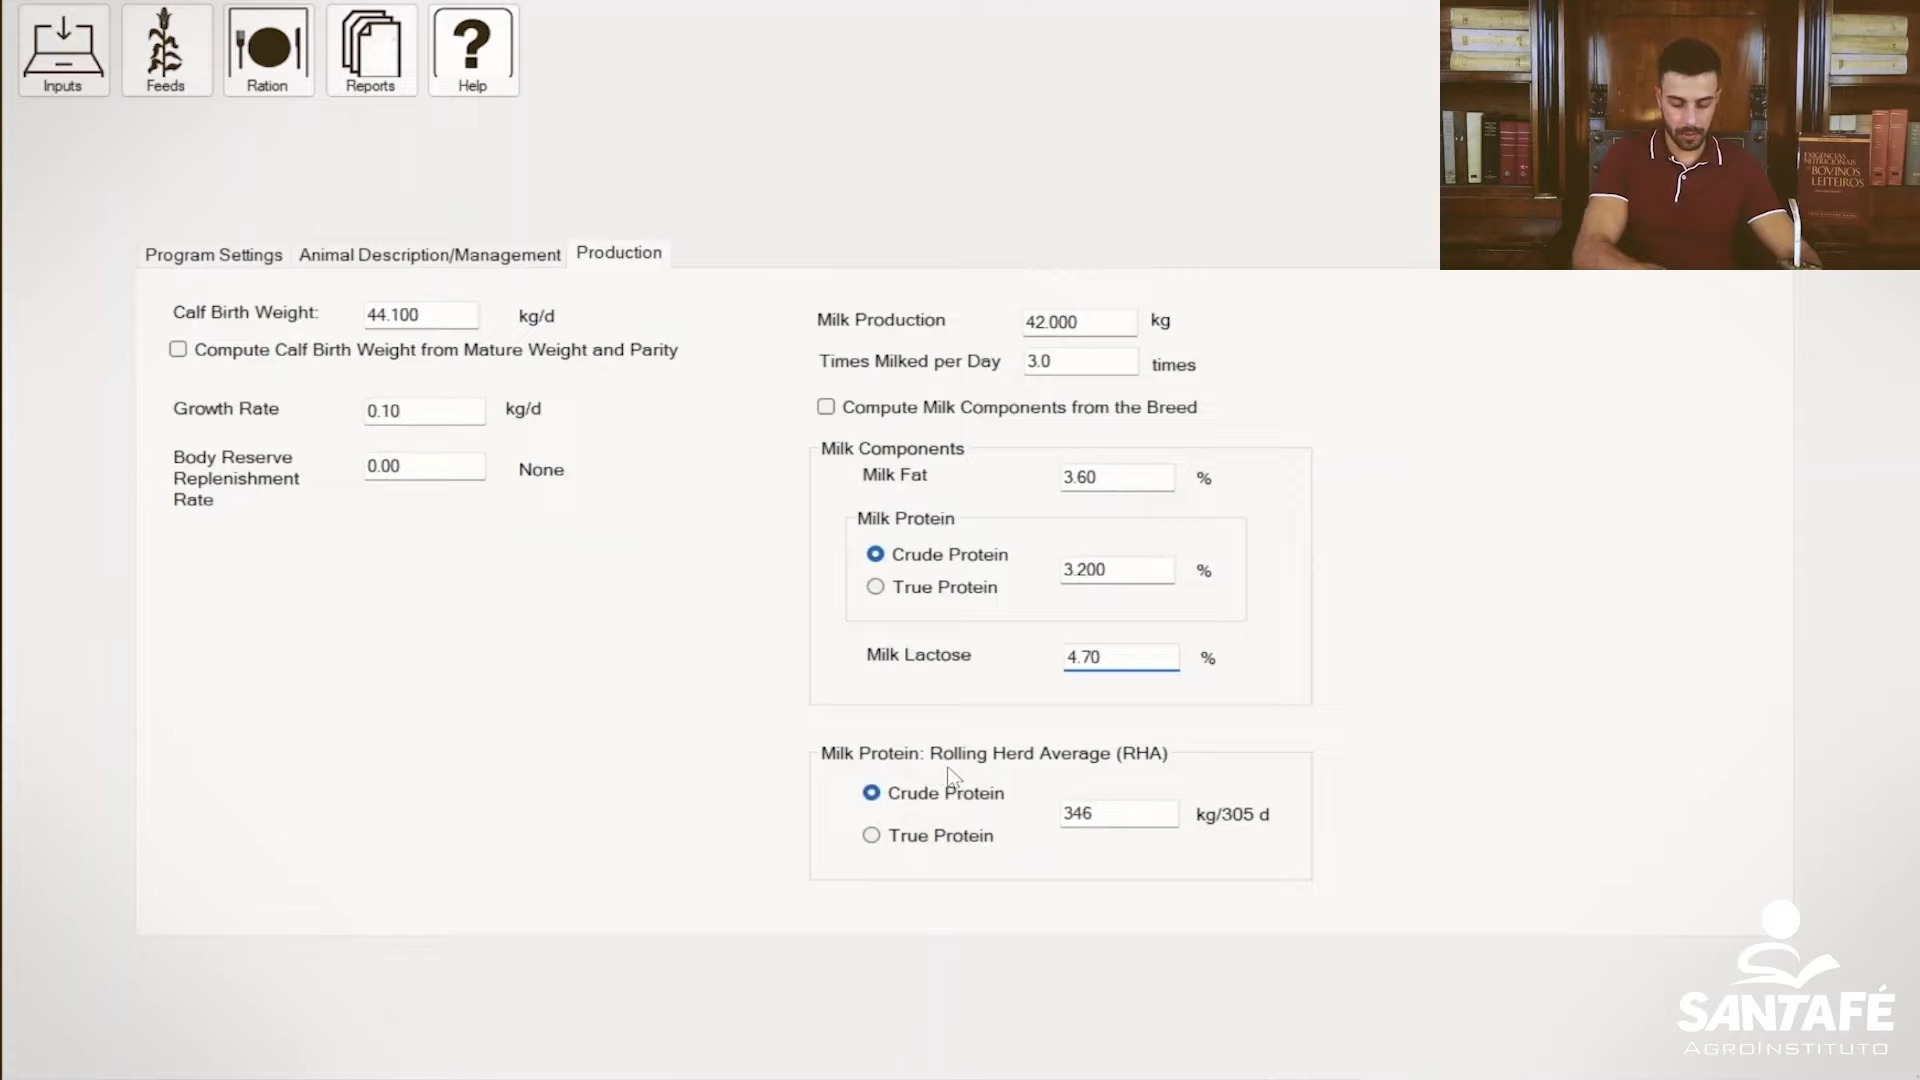 Inputs
Feeds
Ration
Reports
? Help
EXIGÊNCIAS
NUTRICIONAIS
BOVINOS
LEITEIROS
Program Settings
Animal Description/Management
Production
Calf Birth Weight: 44.100 kg/d
Compute Calf Birth Weight from Mature Weight and Parity
Growth Rate 0.10 kg/d
Body Reserve
Replenishment
Rate
0.00 None
Milk Production 42.000 kg
Times Milked per Day 3.0 times
Compute Milk Components from the Breed
Milk Components
Milk Fat 3.60 %
Milk Protein
Crude Protein
True Protein
3.200 %
Milk Lactose 4.70 %
Milk Protein: Rolling Herd Average (RHA)
Crude Protein
True Protein
346 kg/305 d
SANTAFÉ
AGROINSTITUTO